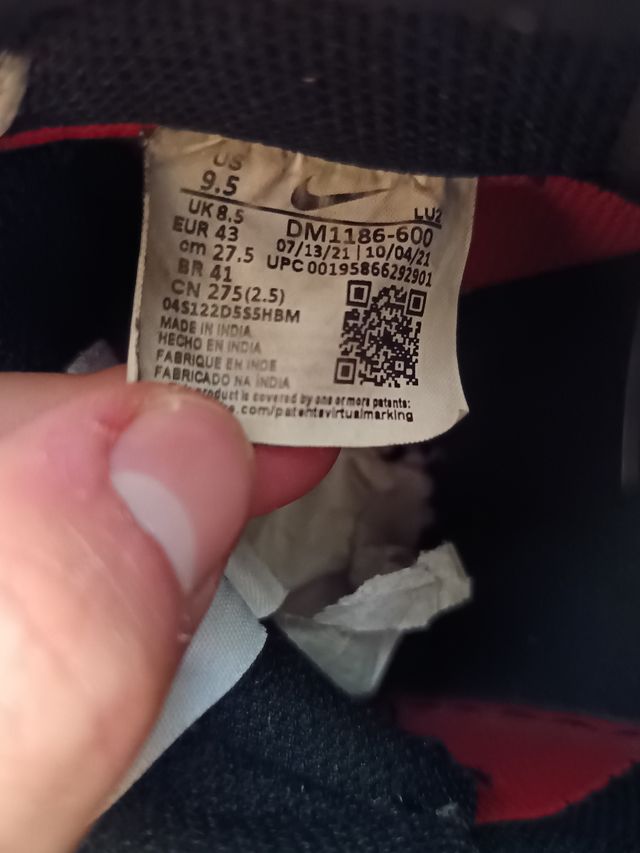 US
9.5
LU2
UK 8.5
DM1186-600
EUR 43
07/13/21 | 10/04/21
cm 27.5
UPC 00195866292901
BR 41
CN 275(2.5)
04S122D5S5HBM
MADE IN INDIA
HECHO EN INDIA
FABRIQUE EN INDE
FABRICADO NA INDIA
product is covered by one or more patents:
.com/patentsvirtualmarking